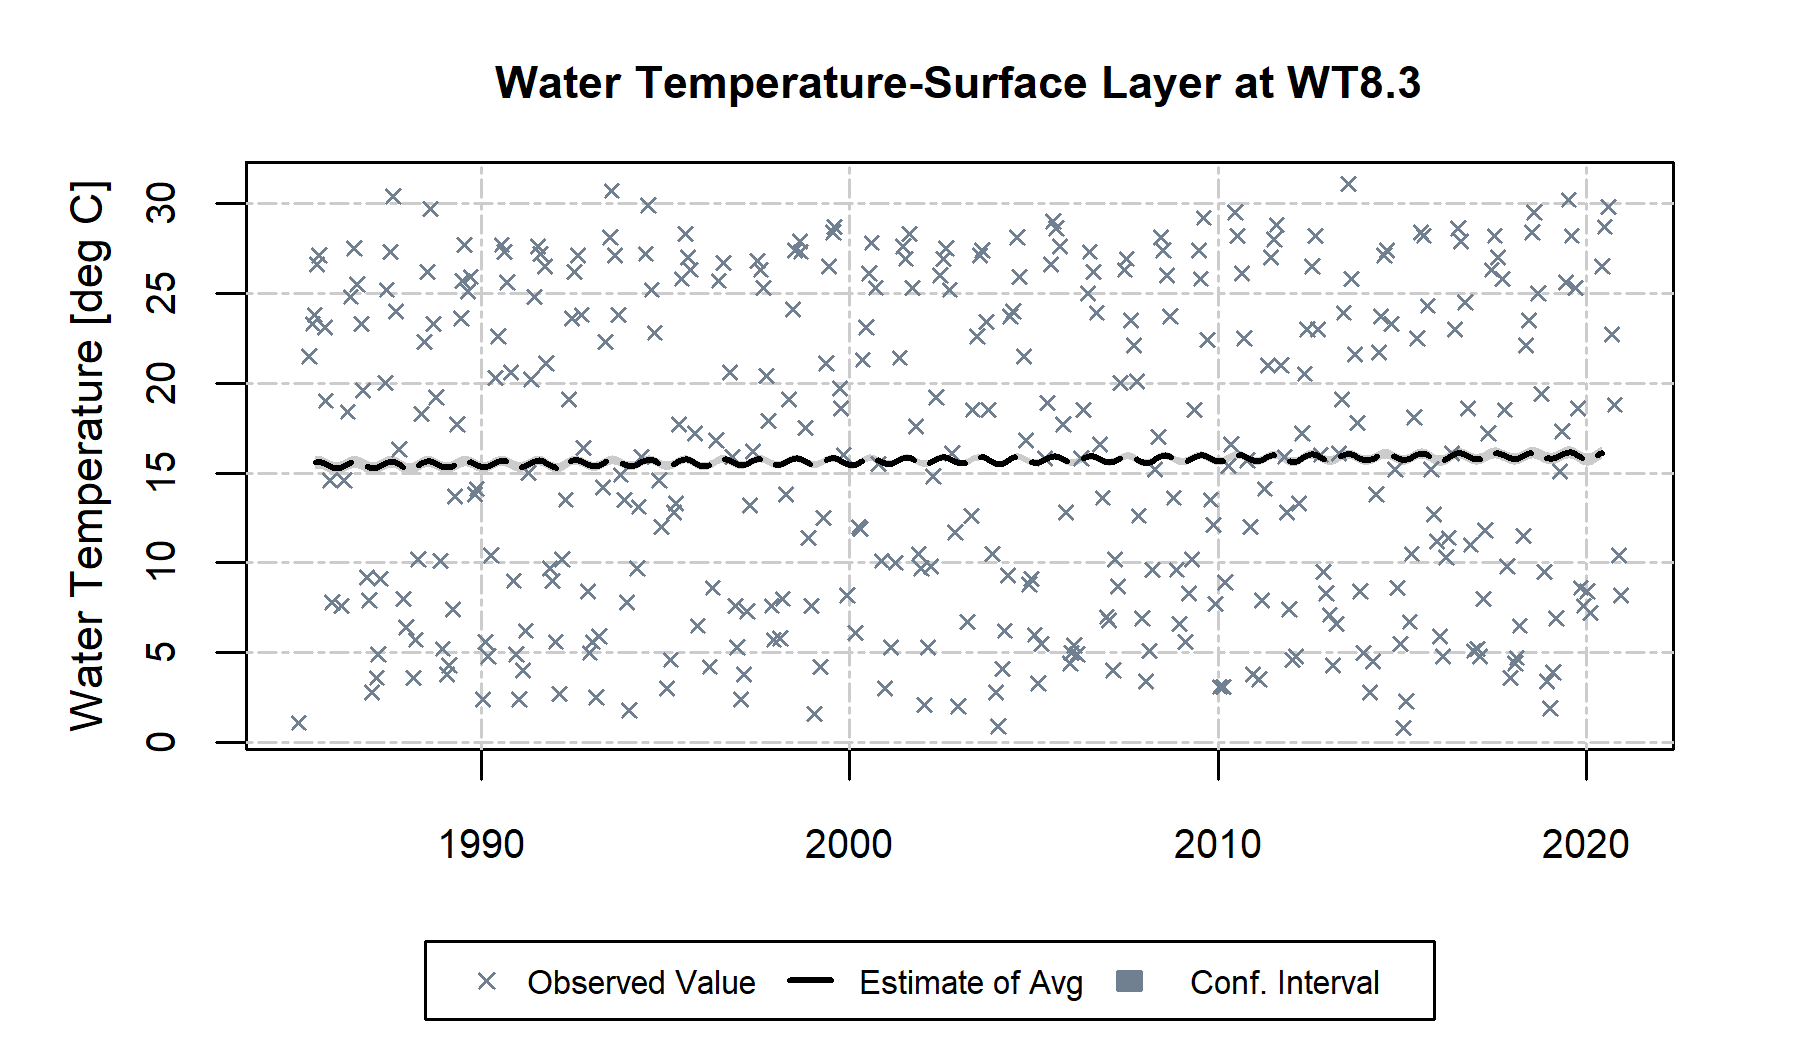 Water Temperature-Surface Layer at WT8.3
Water Temperature [deg C]
30
25
20
15
10
5
0
1990 2000 2010 2020
Observed Value Estimate of Avg Conf. Interval